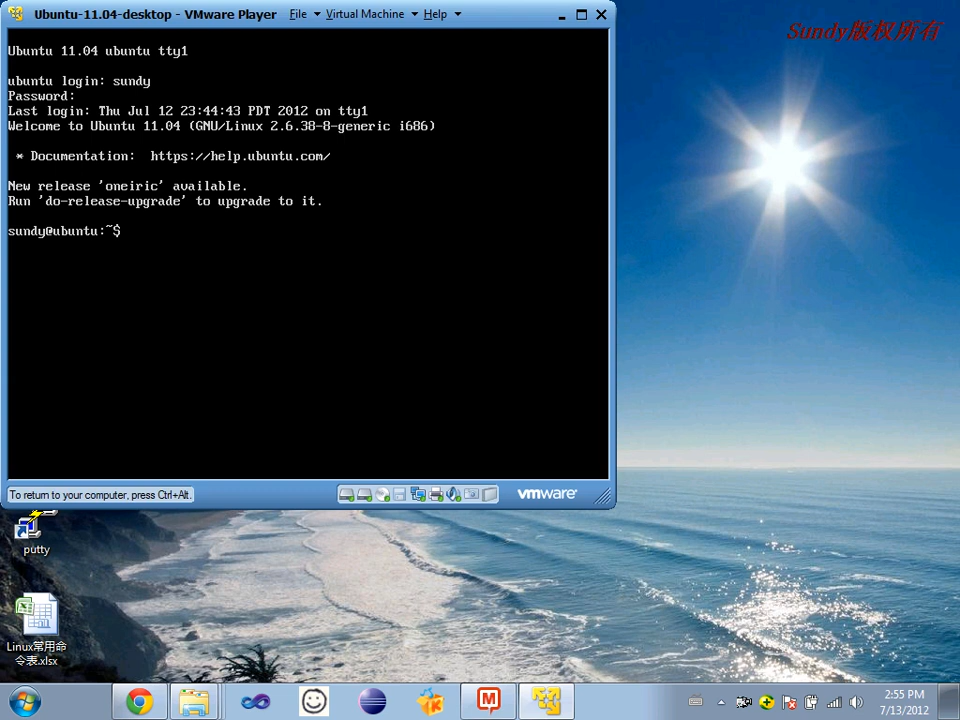 Ubuntu-11.04-desktop - VMware Player File Virtual Machine Help
Sundy版权所有
Ubuntu 11.04 ubuntu tty1
ubuntu login: sundy
Password:
Last login: Thu Jul 12 23:44:43 PDT 2012 on tty1
Welcome to Ubuntu 11.04 (GNU/Linux 2.6.38-8-generic i686)
* Documentation: https://help.ubuntu.com/
New release 'oneiric' available.
Run 'do-release-upgrade' to upgrade to it.
sundy@ubuntu:~$
To return to your computer, press Ctrl+Alt.
vmware
putty
Linux常用命
令表.xlsx
2:55 PM
7/13/2012